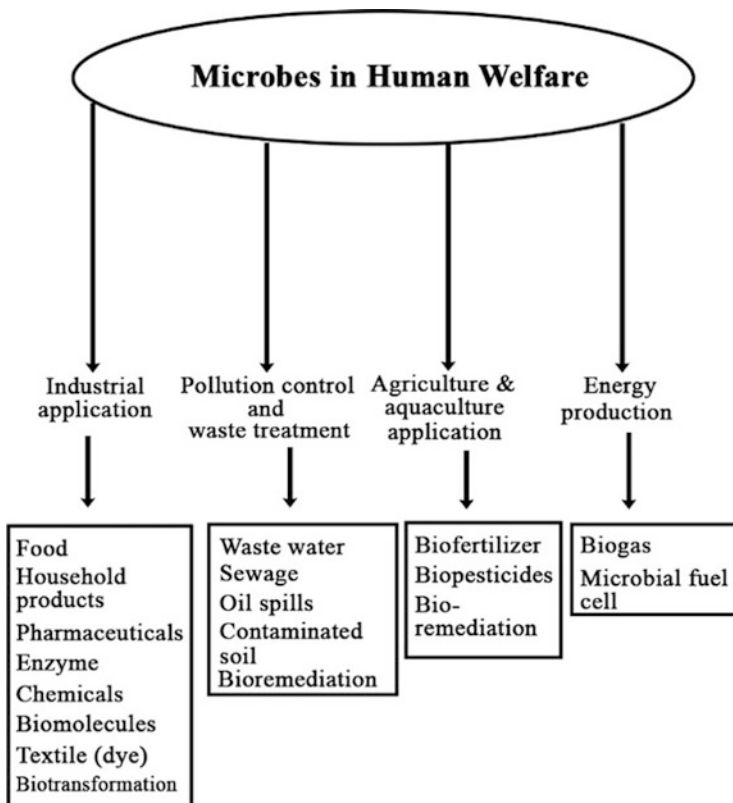 Microbes in Human Welfare
Industrial
application
Pollution control
and
waste treatment
Agriculture &
aquaculture
application
Energy
production
Food
Household
products
Pharmaceuticals
Enzyme
Chemicals
Biomolecules
Textile (dye)
Biotransformation
Waste water
Sewage
Oil spills
Contaminated
soil
Bioremediation
Biofertilizer
Biopesticides
Bio-
remediation
Biogas
Microbial fuel
cell